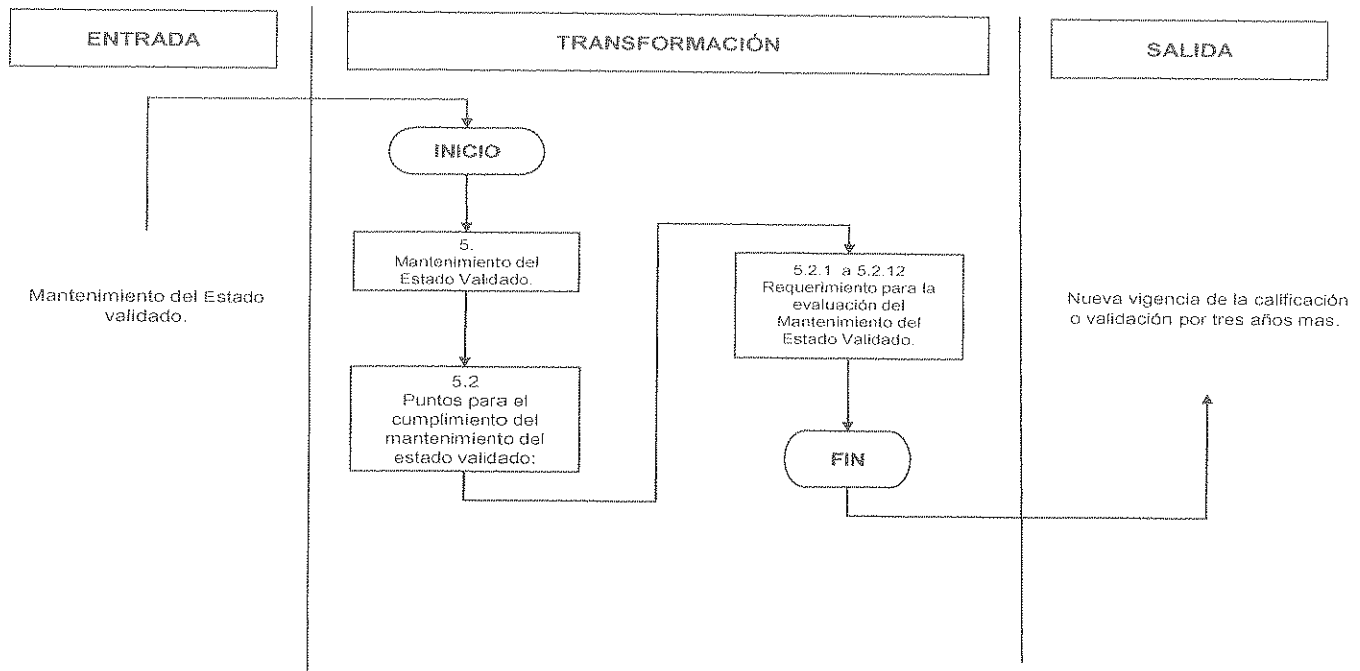 ENTRADA
TRANSFORMACIÓN
SALIDA
Mantenimiento del Estado
validado.
INICIO
5.
Mantenimiento del
Estado Validado.
5.2
Puntos para el
cumplimiento del
mantenimiento del
estado validado:
5.2.1 a 5.2.12
Requerimiento para la
evaluación del
Mantenimiento del
Estado Validado.
FIN
Nueva vigencia de la calificación
o validación por tres años mas.